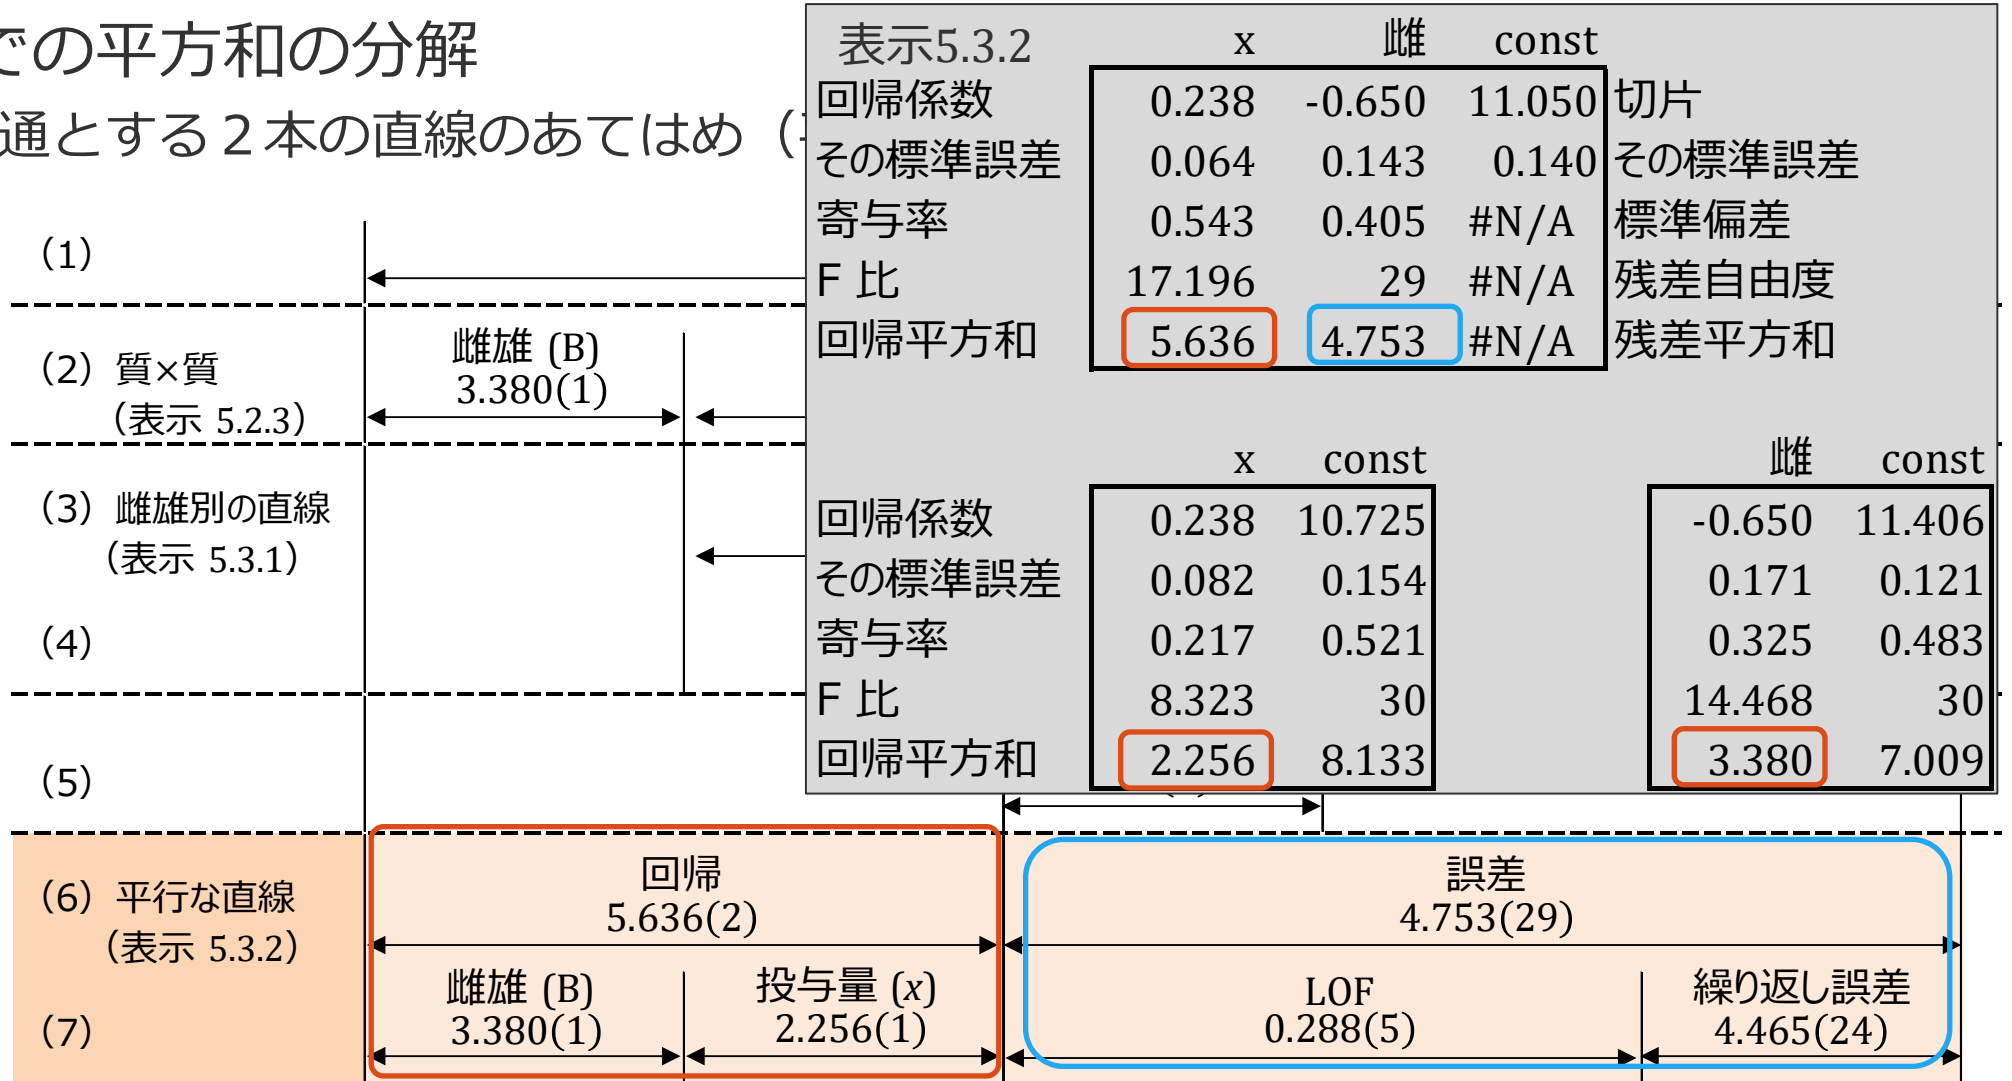 での平方和の分解
通とする２本の直線のあてはめ（
(1)
(2) 質×質
（表示 5.2.3）
雌雄 (B)
3.380(1)
(3) 雌雄別の直線
（表示 5.3.1）
(4)
(5)
表示5.3.2
x 雌 const
回帰係数 0.238 -0.650 11.050 切片
その標準誤差 0.064 0.143 0.140 その標準誤差
寄与率 0.543 0.405 #N/A 標準偏差
F 比 17.196 29 #N/A 残差自由度
回帰平方和 5.636 4.753 #N/A 残差平方和
x const 雌 const
回帰係数 0.238 10.725 -0.650 11.406
その標準誤差 0.082 0.154 0.171 0.121
寄与率 0.217 0.521 0.325 0.483
F 比 8.323 30 14.468 30
回帰平方和 2.256 8.133 3.380 7.009
(6) 平行な直線
（表示 5.3.2）
回帰
5.636(2)
誤差
4.753(29)
(7)
雌雄 (B)
3.380(1)
投与量 (x)
2.256(1)
LOF
0.288(5)
繰り返し誤差
4.465(24)